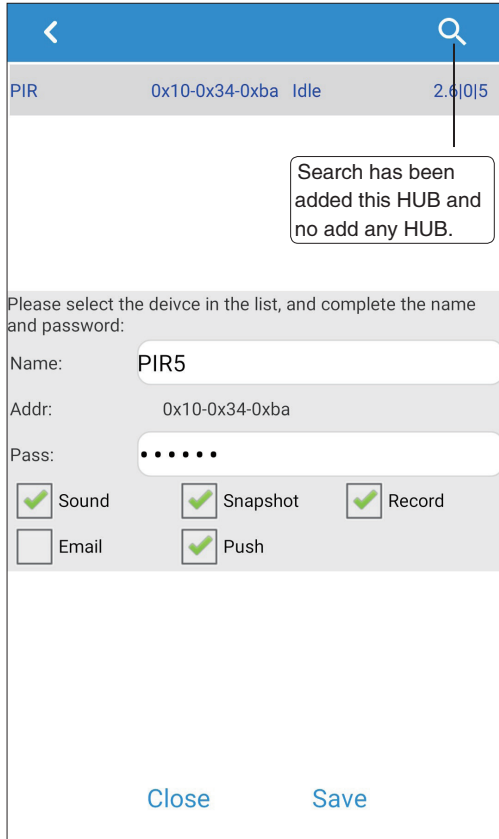 PIR 0x10-0x34-0xba Idle 2.6|0|5
Search has been
added this HUB and
no add any HUB.
Please select the deivce in the list, and complete the name
and password:
Name: PIR5
Addr: 0x10-0x34-0xba
Pass: ••••••
Sound Snapshot Record
Email Push
Close Save